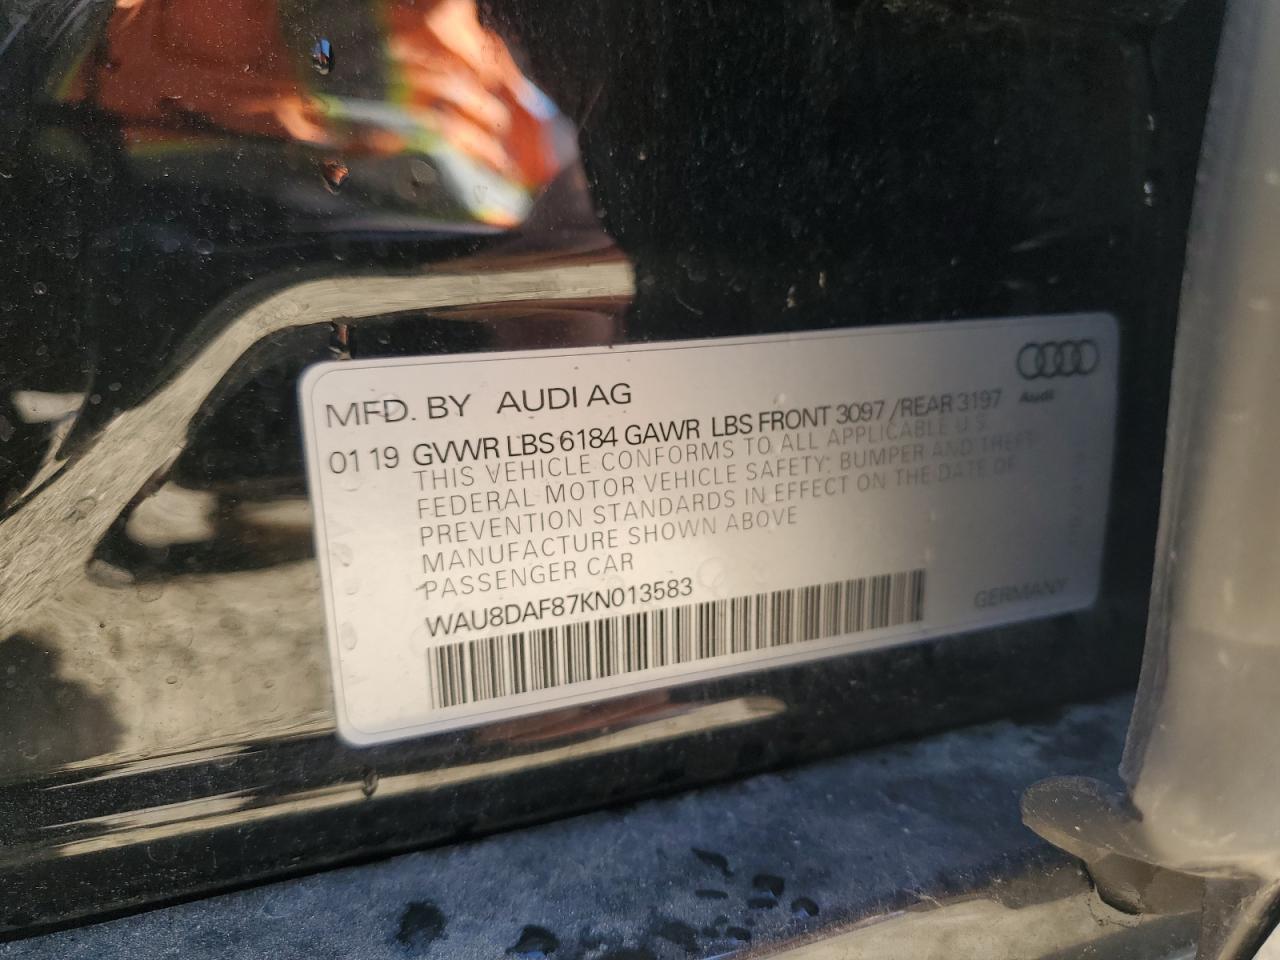 MFD. BY AUDI AG
Audi
01 19 GVWR LBS 6184 GAWR LBS FRONT 3097 /REAR 3197
THIS VEHICLE CONFORMS TO ALL APPLICABLE U.S.
FEDERAL MOTOR VEHICLE SAFETY; BUMPER AND THEFT
PREVENTION STANDARDS IN EFFECT ON THE DATE OF
MANUFACTURE SHOWN ABOVE
PASSENGER CAR
WAU8DAF87KN013583
GERMANY